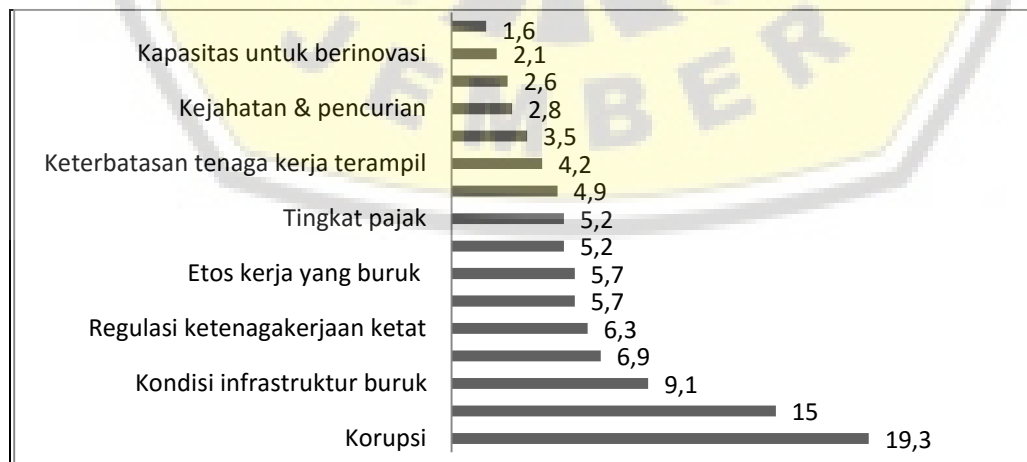 1,6
Kapasitas untuk berinovasi 2,1
2,6
Kejahatan & pencurian 2,8
3,5
Keterbatasan tenaga kerja terampil 4,2
4,9
Tingkat pajak 5,2
5,2
Etos kerja yang buruk 5,7
5,7
Regulasi ketenagakerjaan ketat 6,3
6,9
Kondisi infrastruktur buruk 9,1
15
Korupsi 19,3
JEMBER